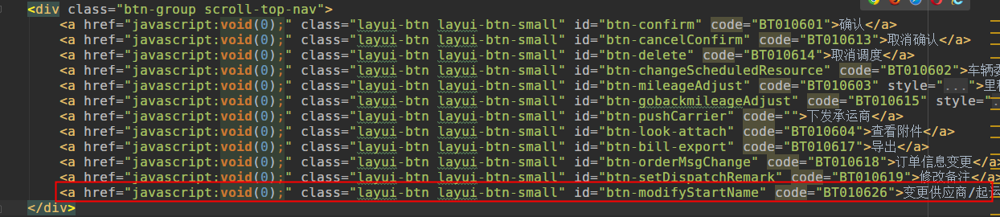 <div class="btn-group scroll-top-nav">
<a href="javascript:void(0);" class="layui-btn layui-btn-small" id="btn-confirm" code="BT010601">确认</a>
<a href="javascript:void(0);" class="layui-btn layui-btn-small" id="btn-cancelConfirm" code="BT010613">取消确认</a>
<a href="javascript:void(0);" class="layui-btn layui-btn-small" id="btn-delete" code="BT010614">取消调度</a>
<a href="javascript:void(0);" class="layui-btn layui-btn-small" id="btn-changeScheduledResource" code="BT010602">车辆变
<a href="javascript:void(0);" class="layui-btn layui-btn-small" id="btn-mileageAdjust" code="BT010603" style="...">里程
<a href="javascript:void(0);" class="layui-btn layui-btn-small" id="btn-gobackmileageAdjust" code="BT010615" style="..
<a href="javascript:void(0);" class="layui-btn layui-btn-small" id="btn-pushCarrier" code="">下发承运商</a>
<a href="javascript:void(0);" class="layui-btn layui-btn-small" id="btn-look-attach" code="BT010604">查看附件</a>
<a href="javascript:void(0);" class="layui-btn layui-btn-small" id="btn-bill-export" code="BT010617">导出</a>
<a href="javascript:void(0);" class="layui-btn layui-btn-small" id="btn-orderMsgChange" code="BT010618">订单信息变更</a
<a href="javascript:void(0);" class="layui-btn layui-btn-small" id="btn-setDispatchRemark" code="BT010619">修改备注</a
<a href="javascript:void(0);" class="layui-btn layui-btn-small" id="btn-modifyStartName" code="BT010626">变更供应商/起运
</div>